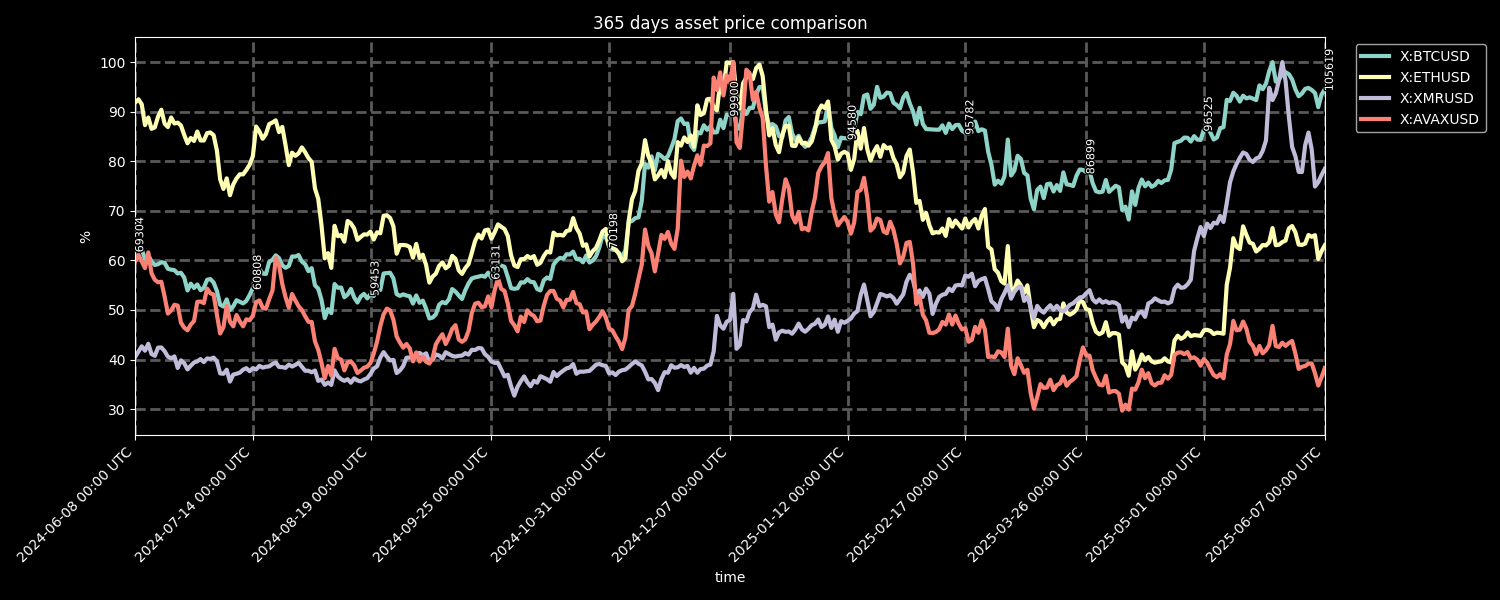 365 days asset price comparison
X:BTCUSD
X:ETHUSD
X:XMRUSD
X:AVAXUSD
%
100
90
80
70
60
50
40
30
69304
60808
59453
63131
70198
99900
94580
95782
86899
96525
105619
2024-06-08 00:00 UTC
2024-07-14 00:00 UTC
2024-08-19 00:00 UTC
2024-09-25 00:00 UTC
2024-10-31 00:00 UTC
2024-12-07 00:00 UTC
2025-01-12 00:00 UTC
2025-02-17 00:00 UTC
2025-03-26 00:00 UTC
2025-05-01 00:00 UTC
2025-06-07 00:00 UTC
time